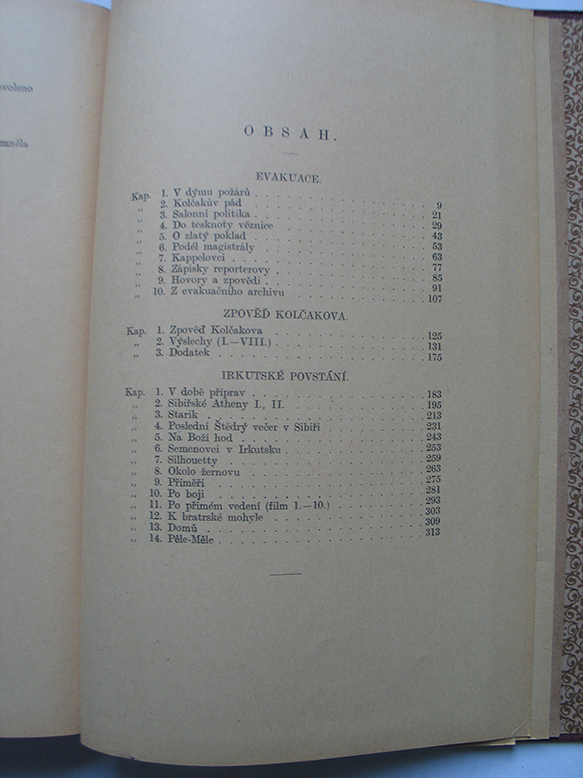 ovoleno
mněla
OBSAH.
EVAKUACE.
Kap. 1. V dýmu požárů . . . . . . . . . . 9
„ 2. Kolčakův pád . . . . . . . . . . 21
„ 3. Salonní politika . . . . . . . . . . 29
„ 4. Do tesknoty věznice . . . . . . . . . . 43
„ 5. O zlatý poklad . . . . . . . . . . 53
„ 6. Podél magistrály . . . . . . . . . . 63
„ 7. Kappelovci . . . . . . . . . . 77
„ 8. Zápisky reporterovy . . . . . . . . . . 85
„ 9. Hovory a zpovědi . . . . . . . . . . 91
„ 10. Z evakuačního archivu . . . . . . . . . . 107
ZPOVĚĎ KOLČAKOVA.
Kap. 1. Zpověď Kolčakova . . . . . . . . . . 125
„ 2. Výslechy (I.—VIII.) . . . . . . . . . . 131
„ 3. Dodatek . . . . . . . . . . 175
IRKUTSKÉ POVSTÁNÍ.
Kap. 1. V době příprav . . . . . . . . . . 183
„ 2. Sibiřské Atheny I., II. . . . . . . . . . . 195
„ 3. Starik . . . . . . . . . . 213
„ 4. Poslední Štědrý večer v Sibiři . . . . . . . . . . 231
„ 5. Na Boží hod . . . . . . . . . . 243
„ 6. Semenovci v Irkutsku . . . . . . . . . . 253
„ 7. Silhouetty . . . . . . . . . . 259
„ 8. Okolo žernovu . . . . . . . . . . 263
„ 9. Příměří . . . . . . . . . . 275
„ 10. Po boji . . . . . . . . . . 281
„ 11. Po přímém vedení (film 1.—10.) . . . . . . . . . . 293
„ 12. K bratrské mohyle . . . . . . . . . . 303
„ 13. Domů . . . . . . . . . . 309
„ 14. Pêle-Mêle . . . . . . . . . . 313